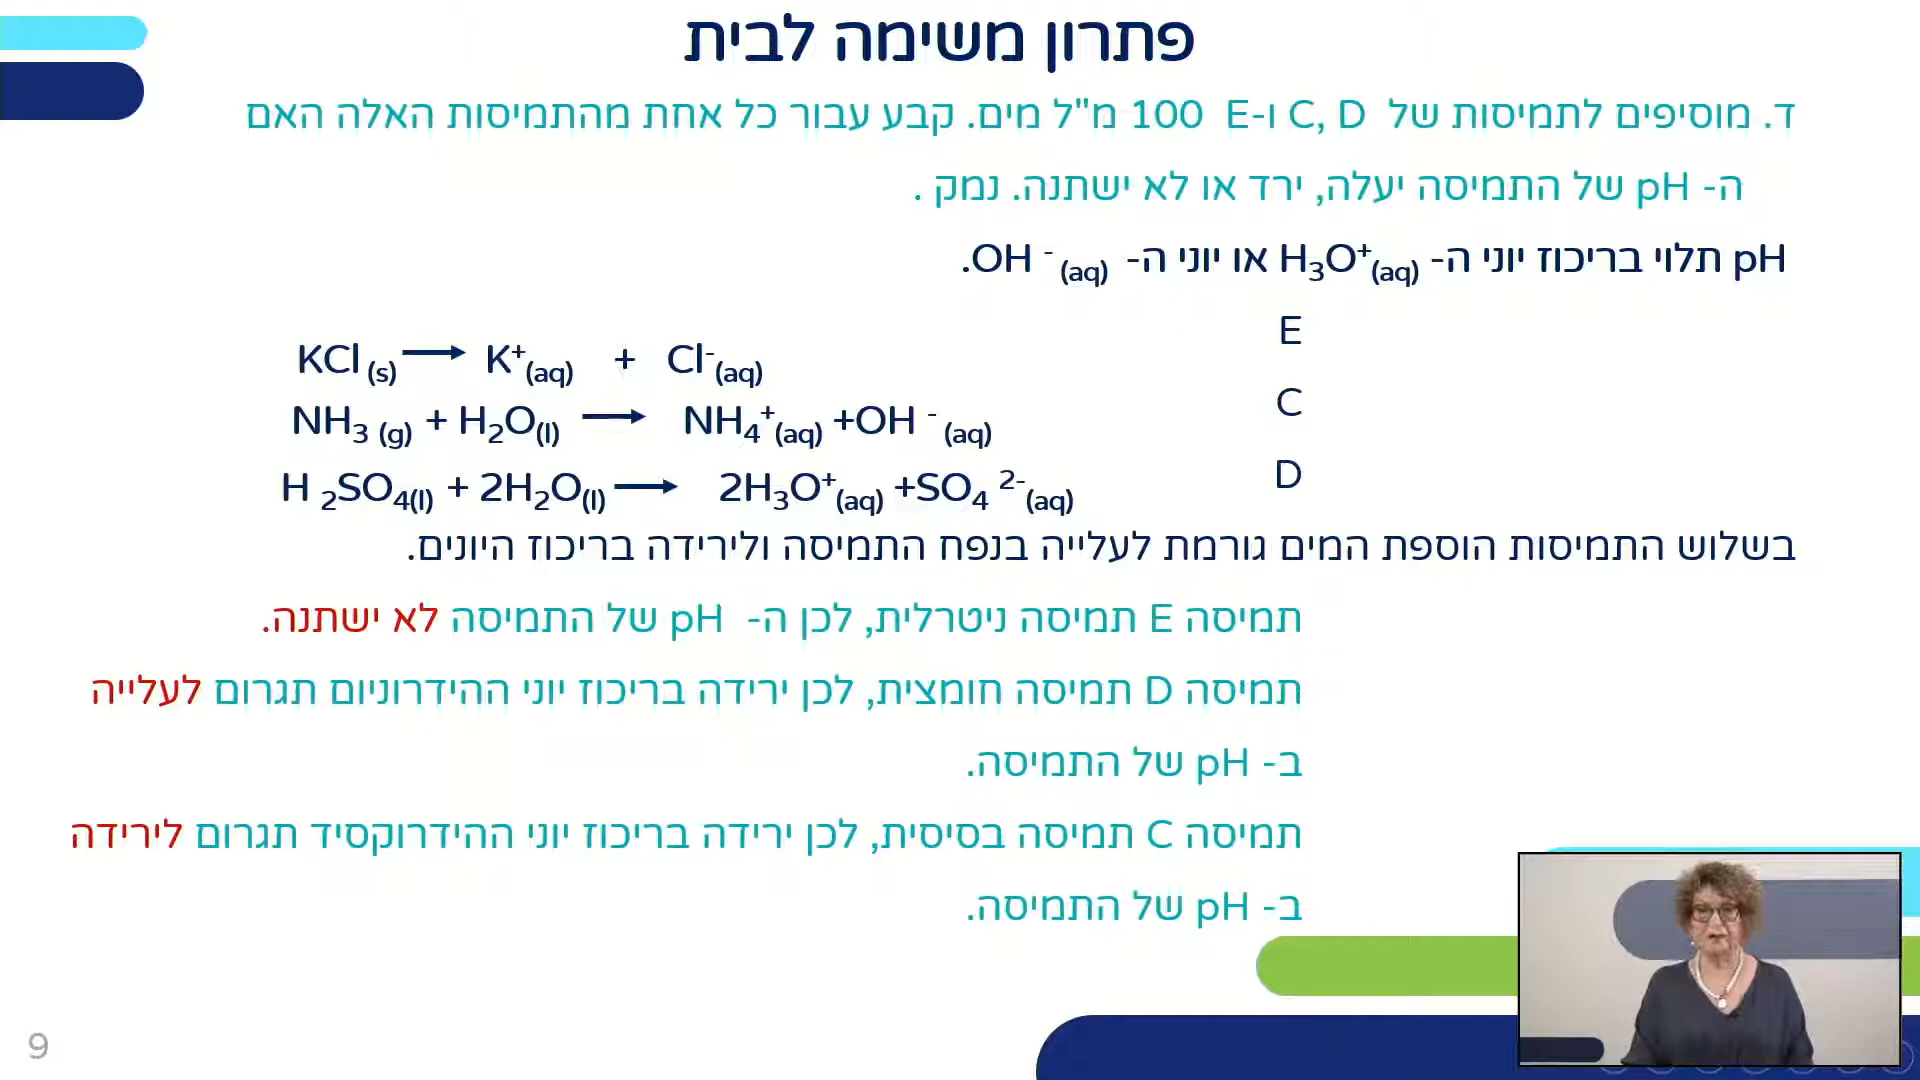 פתרון משימה לבית
ד. מוסיפים לתמיסות של C, D ו-E 100 מ"ל מים. קבע עבור כל אחת מהתמיסות האלה האם
ה- pH של התמיסה יעלה, ירד או לא ישתנה. נמק .
pH תלוי בריכוז יוני ה- H₃O⁺(aq) או יוני ה- OH ⁻ (aq).
E
KCl (s) ⟶ K⁺(aq) + Cl⁻(aq)
C
NH₃ (g) + H₂O(l) ⟶ NH₄⁺(aq) +OH ⁻ (aq)
D
H ₂SO₄(l) + 2H₂O(l) ⟶ 2H₃O⁺(aq) +SO₄ ²⁻(aq)
בשלוש התמיסות הוספת המים גורמת לעלייה בנפח התמיסה ולירידה בריכוז היונים.
תמיסה E תמיסה ניטרלית, לכן ה- pH של התמיסה לא ישתנה.
תמיסה D תמיסה חומצית, לכן ירידה בריכוז יוני ההידרוניום תגרום לעלייה
ב- pH של התמיסה.
תמיסה C תמיסה בסיסית, לכן ירידה בריכוז יוני ההידרוקסיד תגרום לירידה
ב- pH של התמיסה.
9